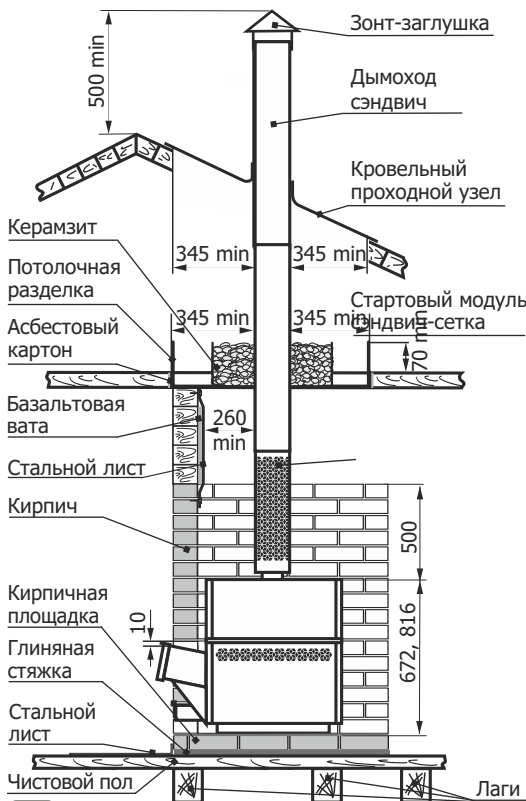 500 min
Зонт-заглушка
Дымоход
сэндвич
Кровельный
проходной узел
Керамзит
345 min
345 min
Потолочная
разделка
Стартовый модуль
сэндвич-сетка
345 min
345 min
70 min
Асбестовый
картон
Базальтовая
вата
260
min
Стальной лист
Кирпич
500
Кирпичная
площадка
10
672, 816
Глиняная
стяжка
Стальной
лист
Чистовой пол
Лаги